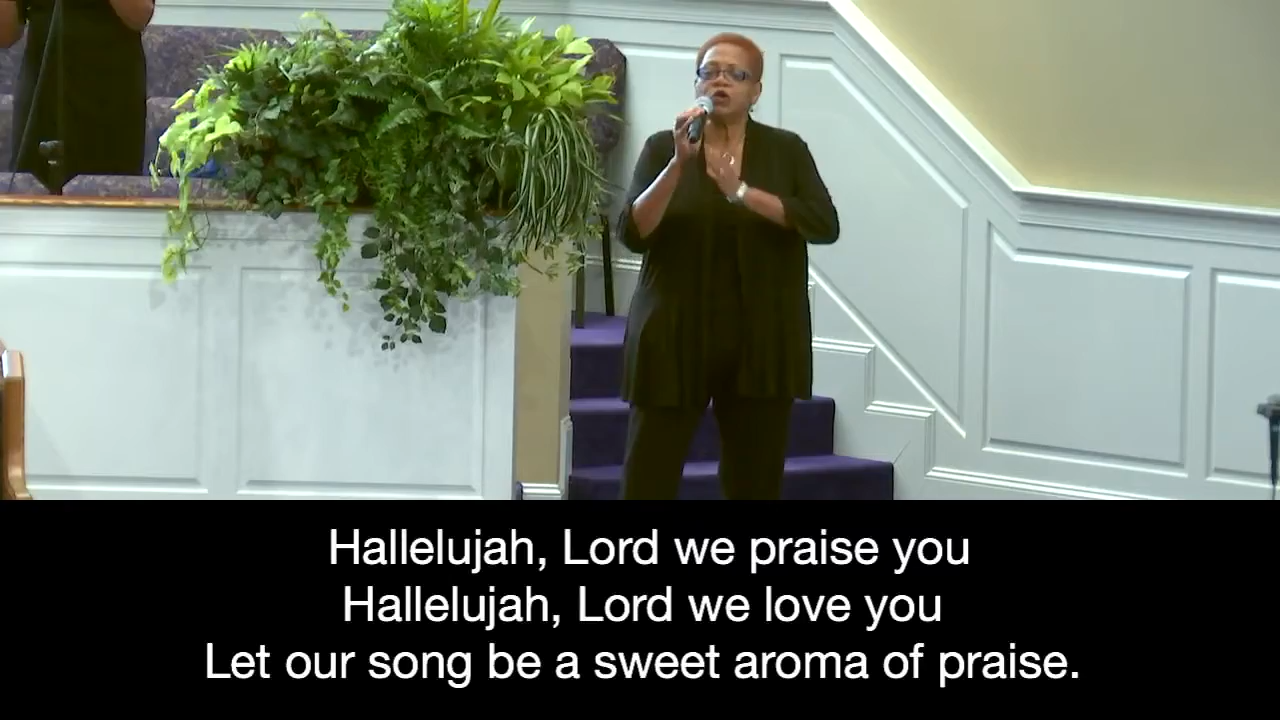 Hallelujah, Lord we praise you
Hallelujah, Lord we love you
Let our song be a sweet aroma of praise.